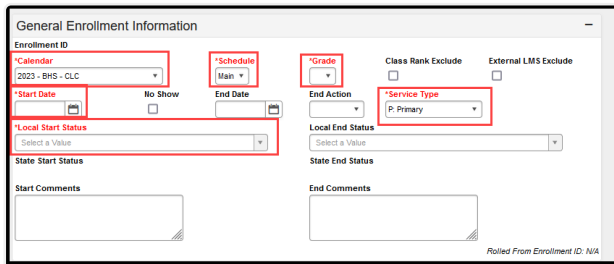 General Enrollment Information –
Enrollment ID
*Calendar *Schedule *Grade Class Rank Exclude External LMS Exclude
2023 - BHS - CLC Main
*Start Date No Show End Date End Action *Service Type
P: Primary
*Local Start Status Local End Status
Select a Value Select a Value
State Start Status State End Status
Start Comments End Comments
Rolled From Enrollment ID: N/A